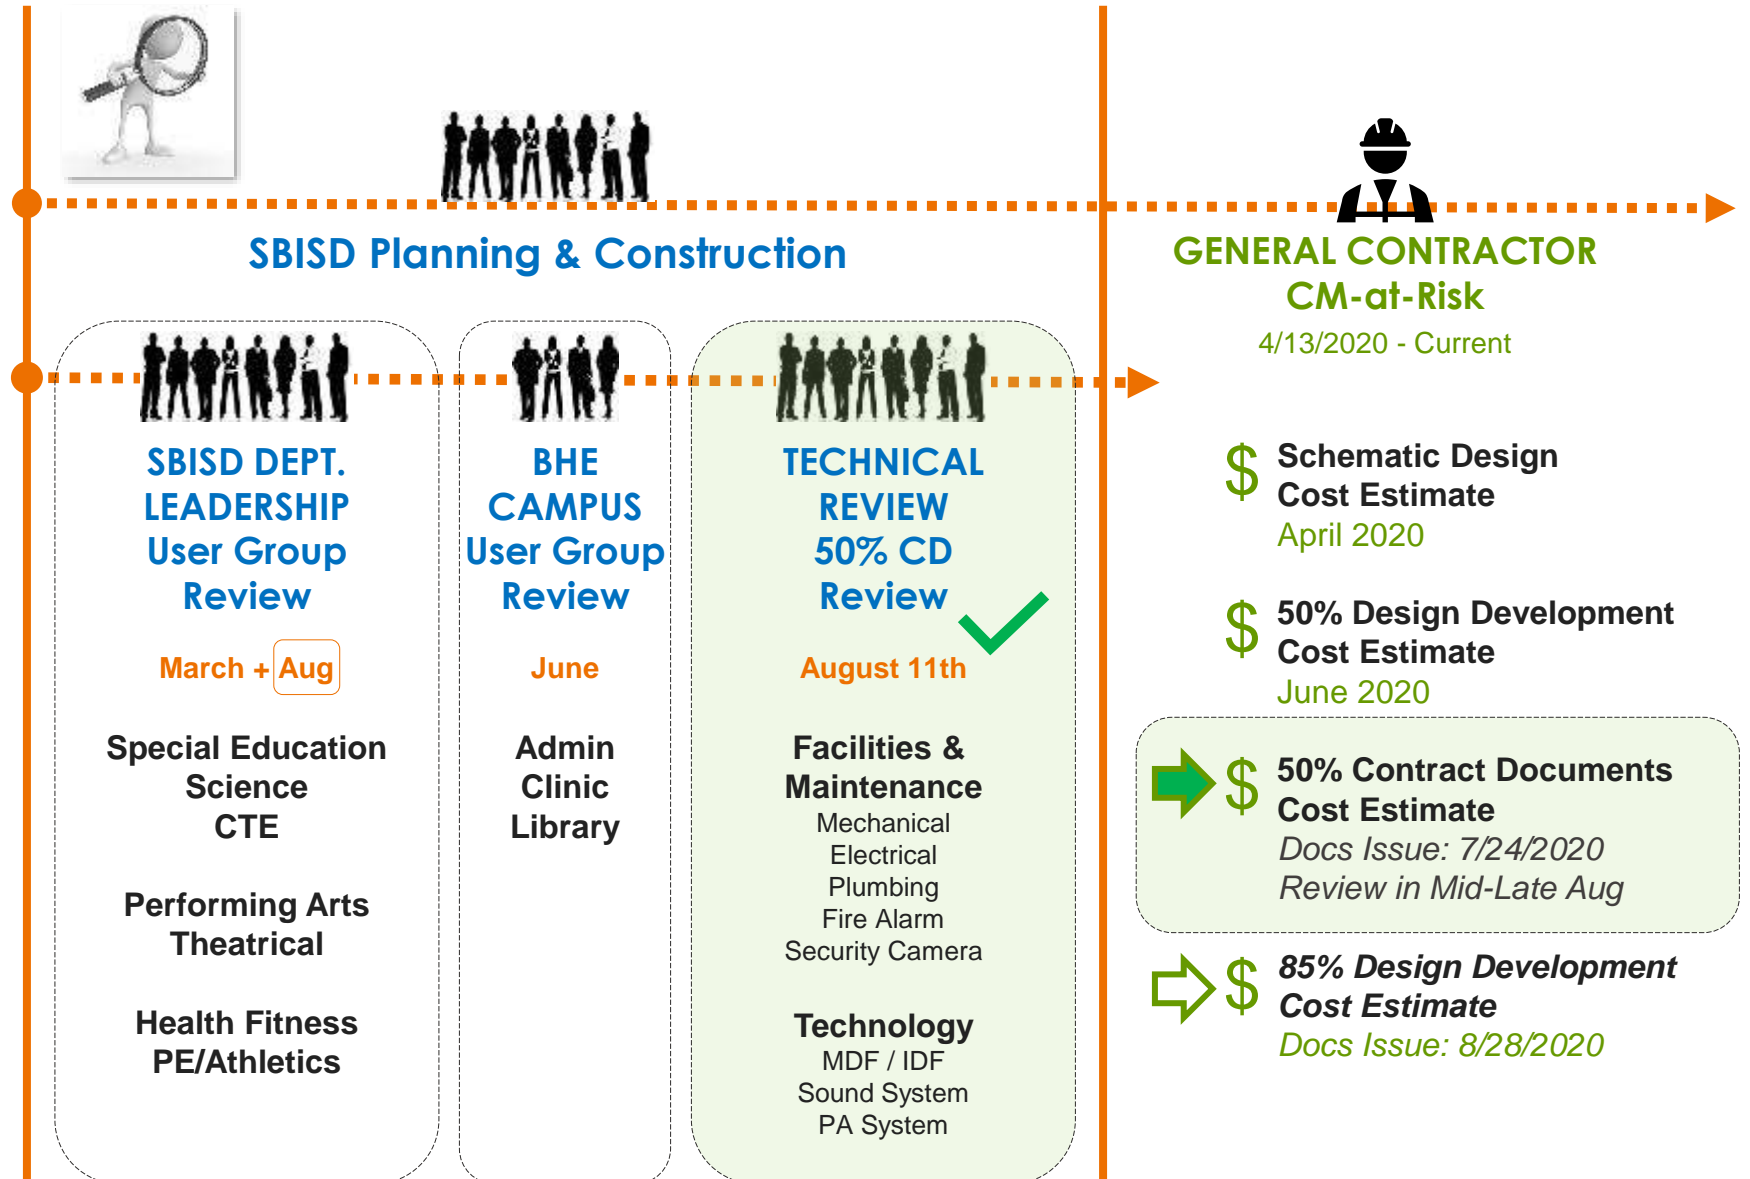 SBISD Planning & Construction
SBISD DEPT.
LEADERSHIP
User Group
Review
March + Aug
Special Education
Science
CTE
Performing Arts
Theatrical
Health Fitness
PE/Athletics
BHE
CAMPUS
User Group
Review
June
Admin
Clinic
Library
TECHNICAL
REVIEW
50% CD
Review
August 11th
Facilities &
Maintenance
Mechanical
Electrical
Plumbing
Fire Alarm
Security Camera
Technology
MDF / IDF
Sound System
PA System
GENERAL CONTRACTOR
CM-at-Risk
4/13/2020 - Current
$ Schematic Design
Cost Estimate
April 2020
$ 50% Design Development
Cost Estimate
June 2020
$ 50% Contract Documents
Cost Estimate
Docs Issue: 7/24/2020
Review in Mid-Late Aug
$ 85% Design Development
Cost Estimate
Docs Issue: 8/28/2020